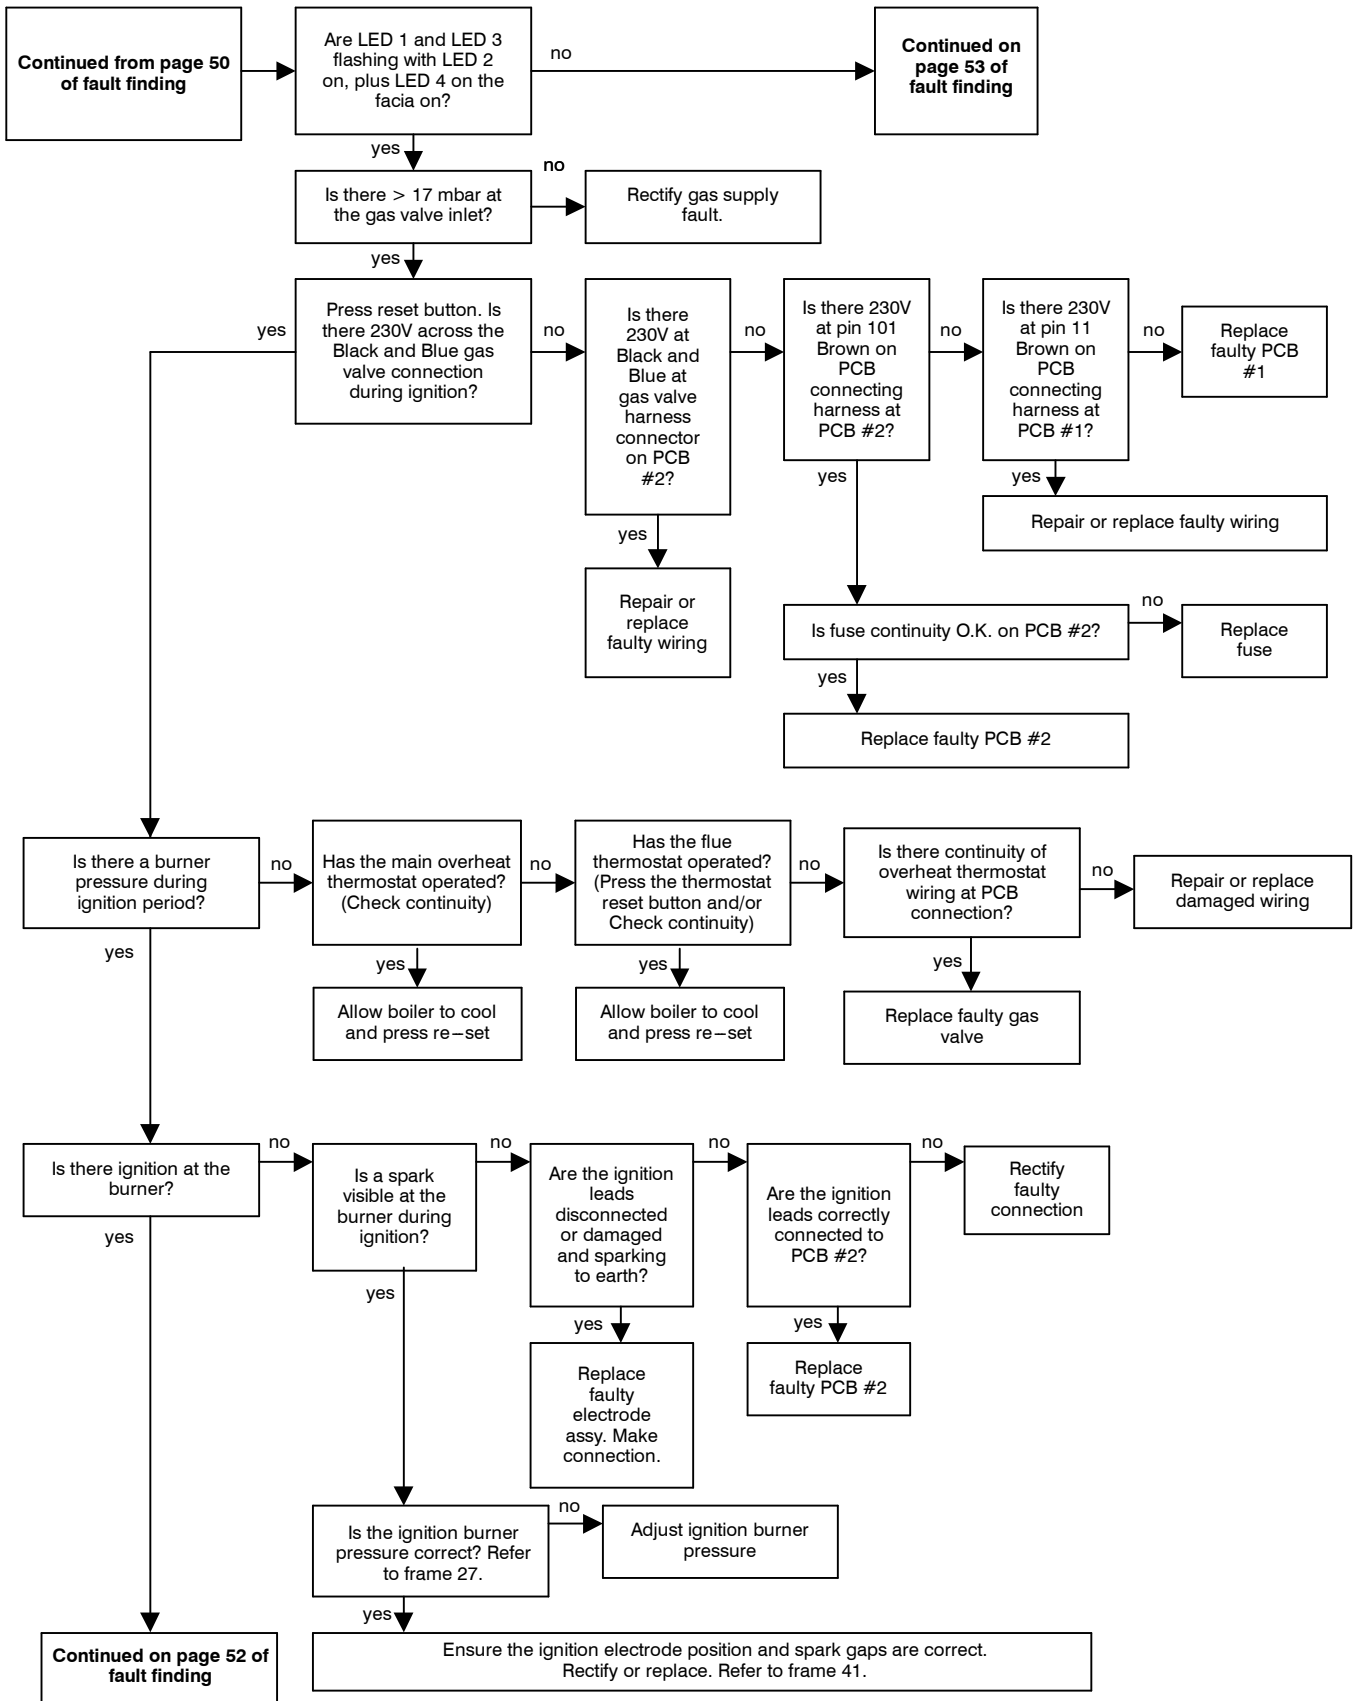 Continued from page 50
of fault finding
Are LED 1 and LED 3
flashing with LED 2
on, plus LED 4 on the
facia on?
no
Continued on
page 53 of
fault finding
yes
Is there > 17 mbar at
the gas valve inlet?
no
Rectify gas supply
fault.
yes
Press reset button. Is
there 230V across the
Black and Blue gas
valve connection
during ignition?
yes
no
Is there
230V at
Black and
Blue at
gas valve
harness
connector
on PCB
#2?
no
Is there 230V
at pin 101
Brown on
PCB
connecting
harness at
PCB #2?
no
Is there 230V
at pin 11
Brown on
PCB
connecting
harness at
PCB #1?
no
Replace
faulty PCB
#1
yes
Repair or replace faulty wiring
yes
Repair or
replace
faulty wiring
yes
Is fuse continuity O.K. on PCB #2?
no
Replace
fuse
yes
Replace faulty PCB #2
Is there a burner
pressure during
ignition period?
no
Has the main overheat
thermostat operated?
(Check continuity)
no
Has the flue
thermostat operated?
(Press the thermostat
reset button and/or
Check continuity)
no
Is there continuity of
overheat thermostat
wiring at PCB
connection?
no
Repair or replace
damaged wiring
yes
yes
Allow boiler to cool
and press re-set
yes
Allow boiler to cool
and press re-set
yes
Replace faulty gas
valve
Is there ignition at the
burner?
no
Is a spark
visible at the
burner during
ignition?
no
Are the ignition
leads
disconnected
or damaged
and sparking
to earth?
no
Are the ignition
leads correctly
connected to
PCB #2?
no
Rectify
faulty
connection
yes
yes
yes
Replace
faulty
electrode
assy. Make
connection.
yes
Replace
faulty PCB #2
Is the ignition burner
pressure correct? Refer
to frame 27.
no
Adjust ignition burner
pressure
yes
Continued on page 52 of
fault finding
Ensure the ignition electrode position and spark gaps are correct.
Rectify or replace. Refer to frame 41.